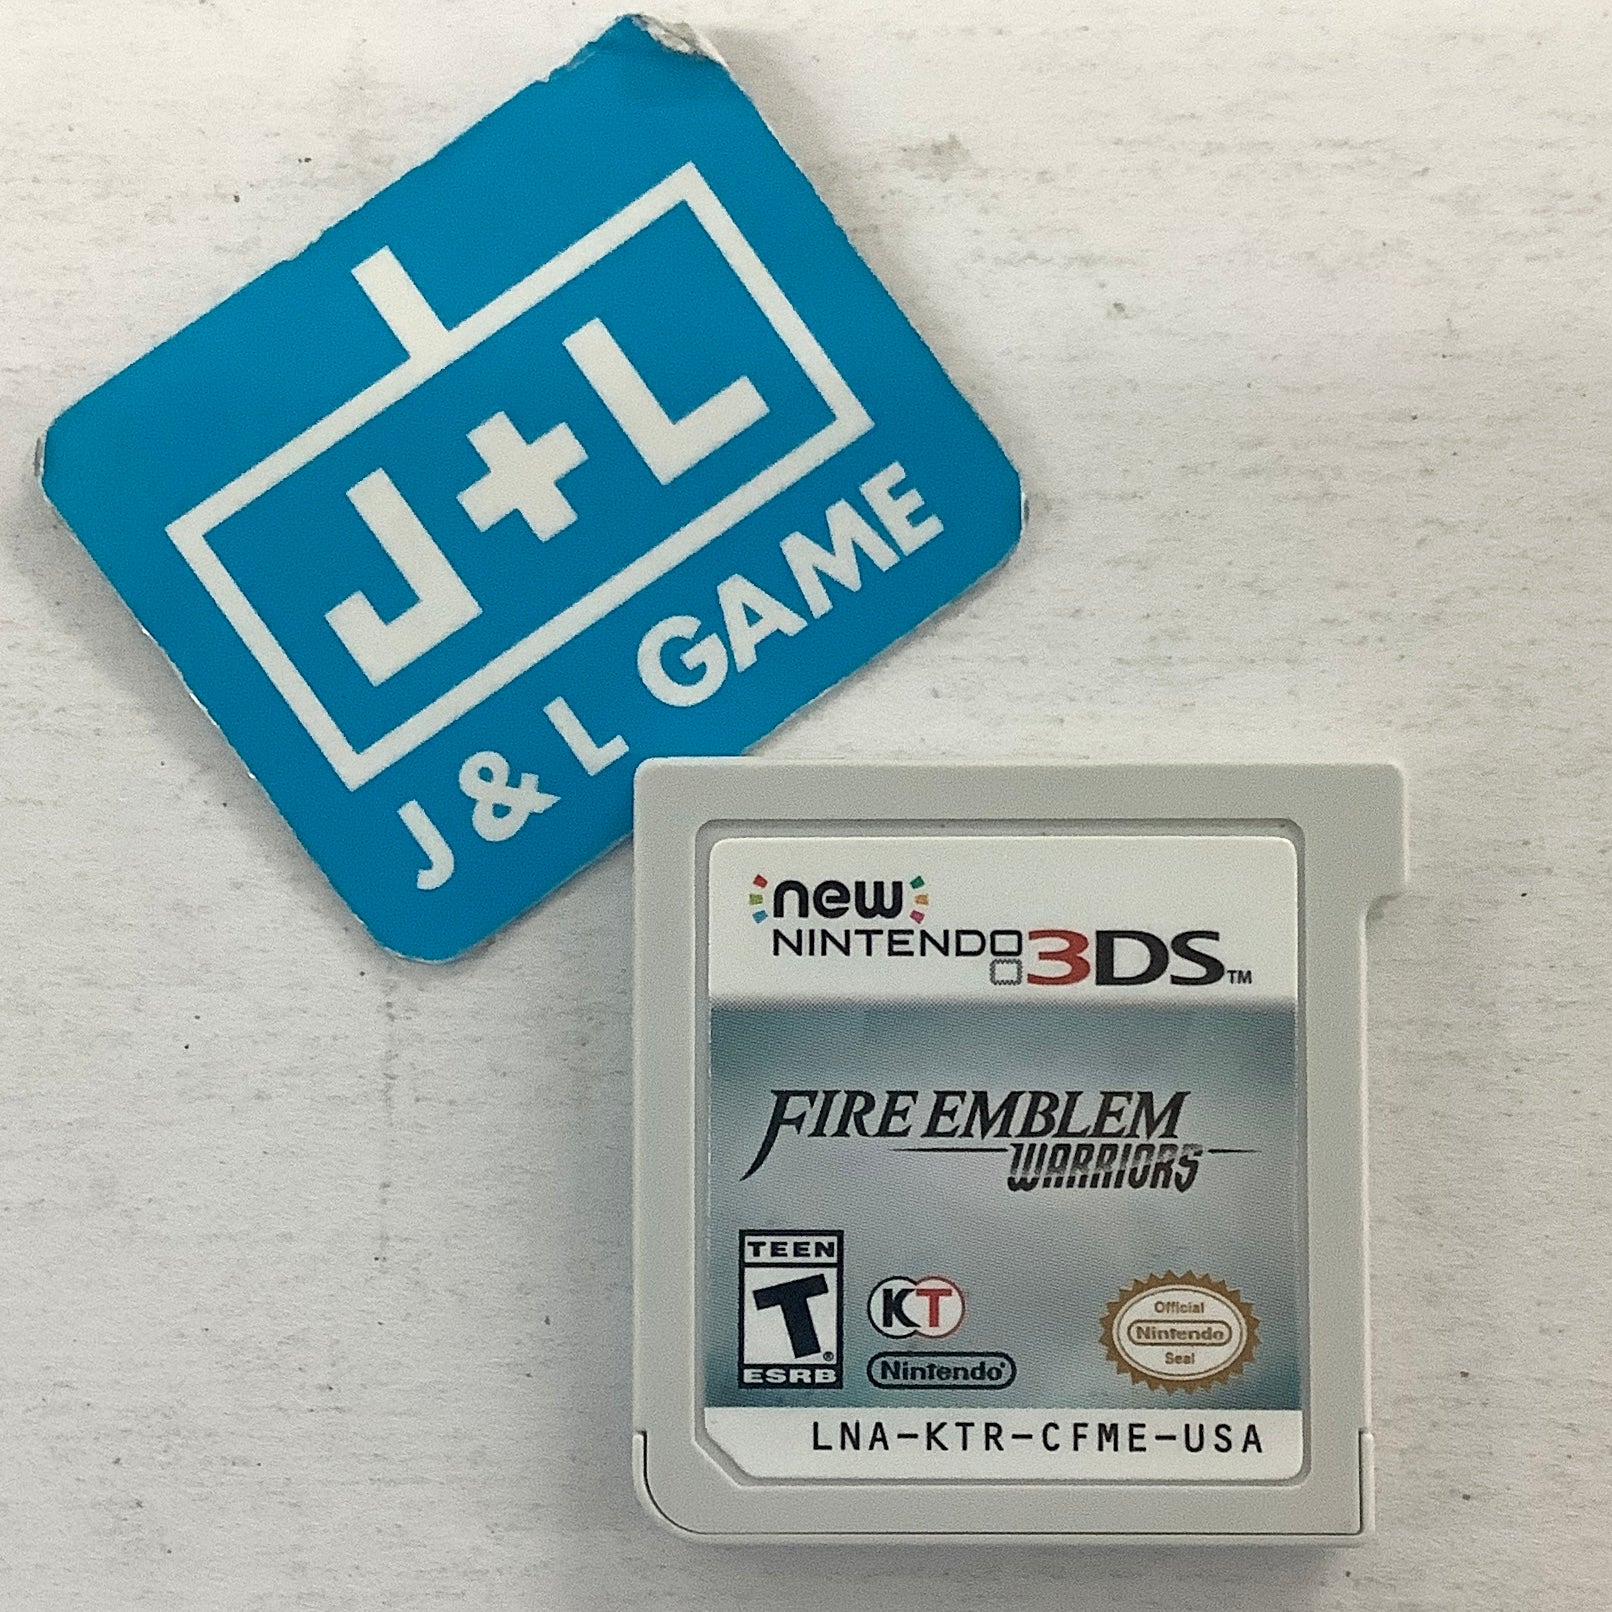 J+L
J & L GAME
new
NINTENDO 3DS™
FIRE EMBLEM
WARRIORS
TEEN
T®
ESRB
KT
Nintendo®
Official
Nintendo
Seal
LNA-KTR-CFME-USA